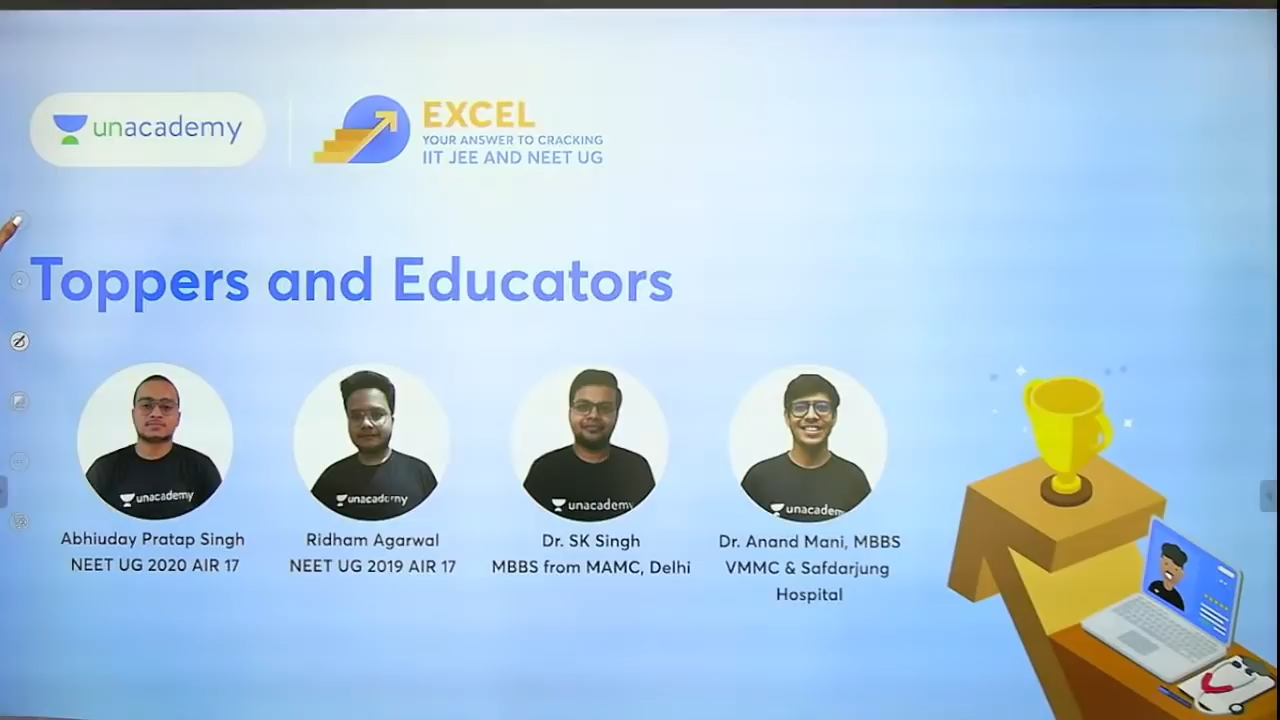 unacademy
EXCEL
YOUR ANSWER TO CRACKING
IIT JEE AND NEET UG
Toppers and Educators
unacademy
unacademy
unacademy
unacadem
Abhiuday Pratap Singh
NEET UG 2020 AIR 17
Ridham Agarwal
NEET UG 2019 AIR 17
Dr. SK Singh
MBBS from MAMC, Delhi
Dr. Anand Mani, MBBS
VMMC & Safdarjung
Hospital